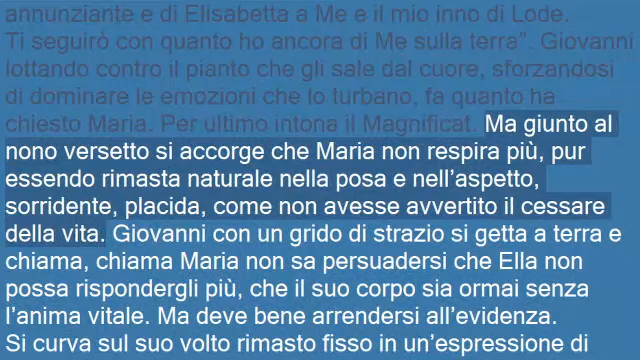 annunziante e di Elisabetta a Me e il mio inno di Lode.
Ti seguirò con quanto ho ancora di Me sulla terra”. Giovanni
lottando contro il pianto che gli sale dal cuore, sforzandosi
di dominare le emozioni che lo turbano, fa quanto ha
chiesto Maria. Per ultimo intona il Magnificat. Ma giunto al
nono versetto si accorge che Maria non respira più, pur
essendo rimasta naturale nella posa e nell’aspetto,
sorridente, placida, come non avesse avvertito il cessare
della vita. Giovanni con un grido di strazio si getta a terra e
chiama, chiama Maria non sa persuadersi che Ella non
possa rispondergli più, che il suo corpo sia ormai senza
l’anima vitale. Ma deve bene arrendersi all’evidenza.
Si curva sul suo volto rimasto fisso in un’espressione di